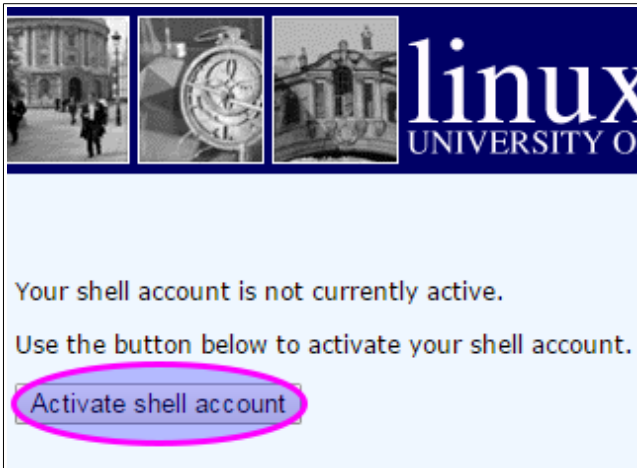 linux
UNIVERSITY O
Your shell account is not currently active.
Use the button below to activate your shell account.
Activate shell account